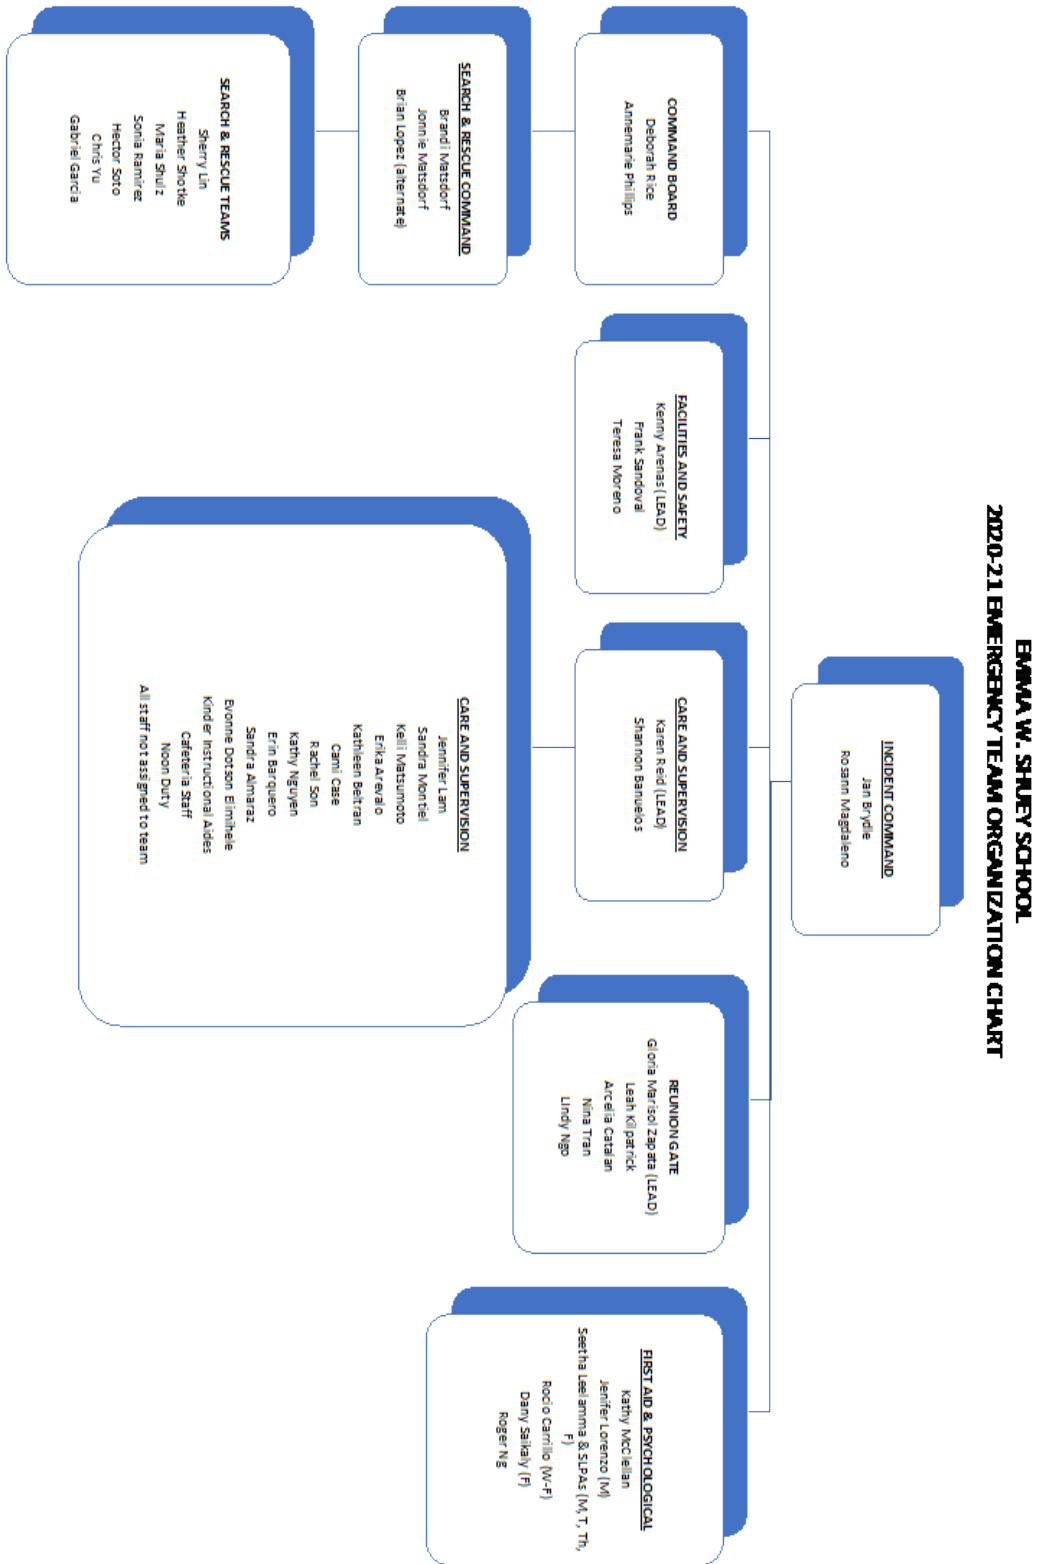 EMMA W. SHUEY SCHOOL
2020-21 EMERGENCY TEAM ORGANIZATION CHART
INCIDENT COMMAND
Jan Brydle
Rosann Magdaleno
COMMAND BOARD
Deborah Rice
Annemarie Phillips
SEARCH & RESCUE COMMAND
Brandi Matsdorf
Jonnie Matsdorf
Brian Lopez (alternate)
SEARCH & RESCUE TEAMS
Sherry Lin
Heather Shotke
Maria Shulz
Sonia Ramirez
Hector Soto
Chris Yu
Gabriel Garcia
FACILITIES AND SAFETY
Kenny Arenas (LEAD)
Frank Sandoval
Teresa Moreno
CARE AND SUPERVISION
Karen Reid (LEAD)
Shannon Banuelos
CARE AND SUPERVISION
Jennifer Lam
Sandra Montiel
Kelli Matsumoto
Erika Arevalo
Kathleen Beltran
Cami Case
Rachel Son
Kathy Nguyen
Erin Barquero
Sandra Almaraz
Evonne Dotson Elimihele
Kinder Instructional Aides
Cafeteria Staff
Noon Duty
All staff not assigned to team
REUNION GATE
Gloria Marisol Zapata (LEAD)
Leah Kilpatrick
Arcelia Catalan
Nina Tran
Lindy Ngo
FIRST AID & PSYCHOLOGICAL
Kathy McClellan
Jenifer Lorenzo (M)
Seetha Leelamma & SLPAs (M, T, Th,
F)
Rocio Carrillo (W-F)
Dany Saikaly (F)
Roger Ng